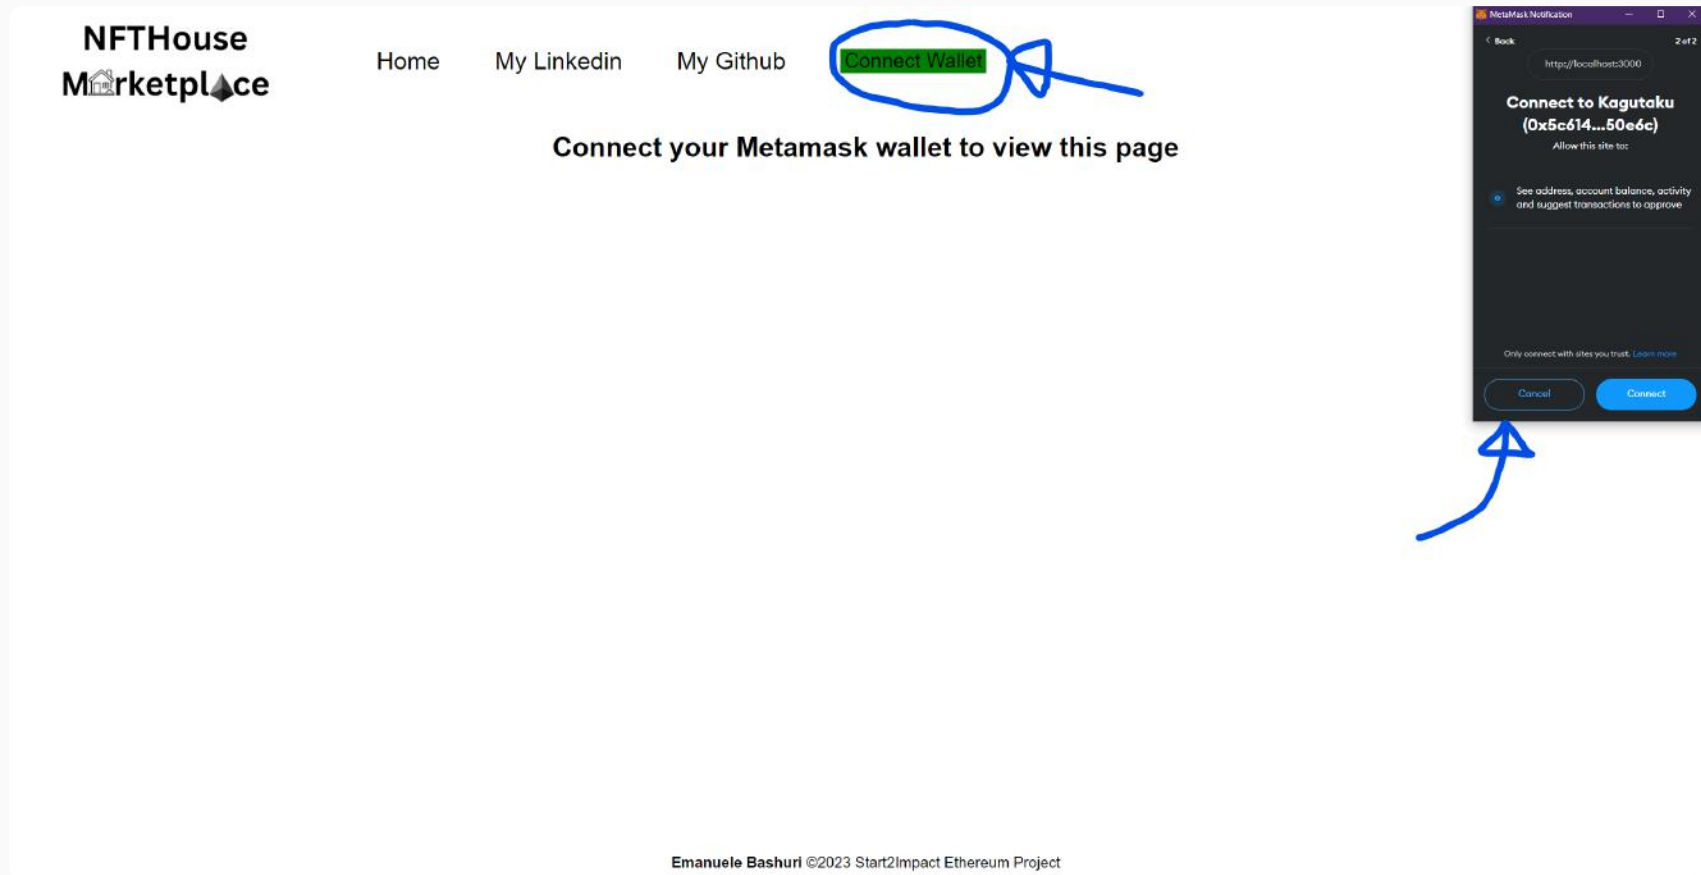 NFTHouse
Marketplace
Home
My Linkedin
My Github
Connect Wallet
Connect your Metamask wallet to view this page
MetaMask Notification
Back
2 of 2
http://localhost:3000
Connect to Kagutaku
(0x5c614...50e6c)
Allow this site to:
See address, account balance, activity
and suggest transactions to approve
Only connect with sites you trust. Learn more
Cancel
Connect
Emanuele Bashuri ©2023 Start2Impact Ethereum Project